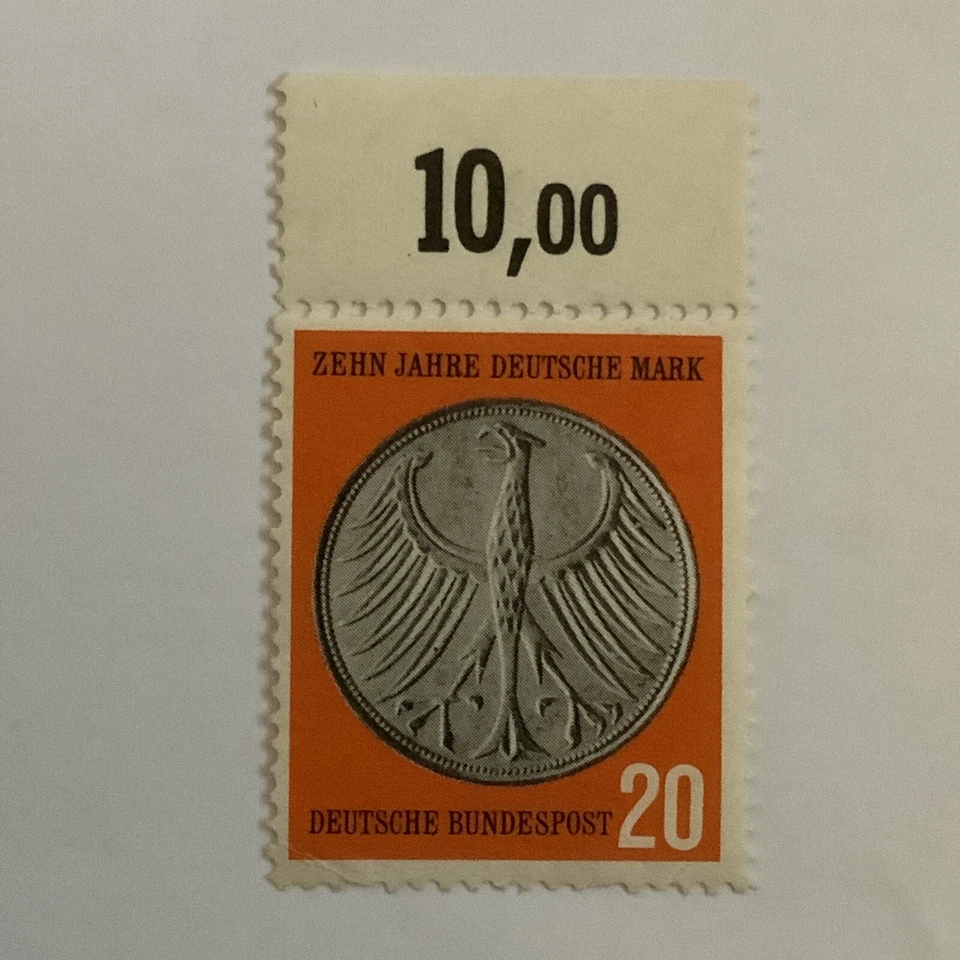 10,00
ZEHN JAHRE DEUTSCHE MARK
DEUTSCHE BUNDESPOST 20